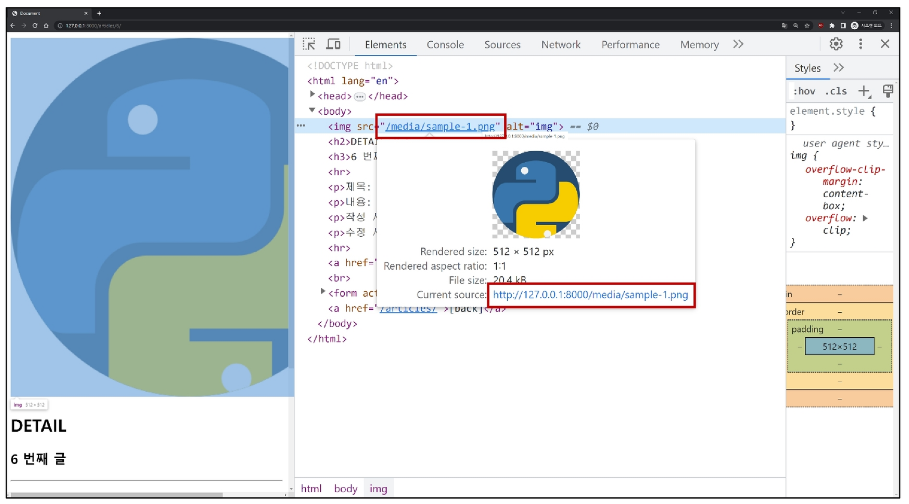 Document
127.0.0.1:8000/articles/6/
Elements Console Sources Network Performance Memory
<!DOCTYPE html>
<html lang="en">
<head> ⋯ </head>
<body>
<img src="/media/sample-1.png" alt="img"> == $0
<h2>DETAI
<h3>6 번째
<hr>
<p>제목:
<p>내용:
<p>작성 시
<p>수정 시
<hr>
<a href="
<br>
<form act
<a href="/articles/">[back]</a>
</body>
</html>
Rendered size: 512 × 512 px
Rendered aspect ratio: 1:1
File size: 20.4 kB
Current source: http://127.0.0.1:8000/media/sample-1.png
html body img
Styles
:hov .cls
element.style {
}
user agent sty…
img {
overflow-clip-
margin:
content-
box;
overflow:
clip;
}
in –
order –
padding –
– 512×512 –
–
–
–
img 512×512
DETAIL
6 번째 글